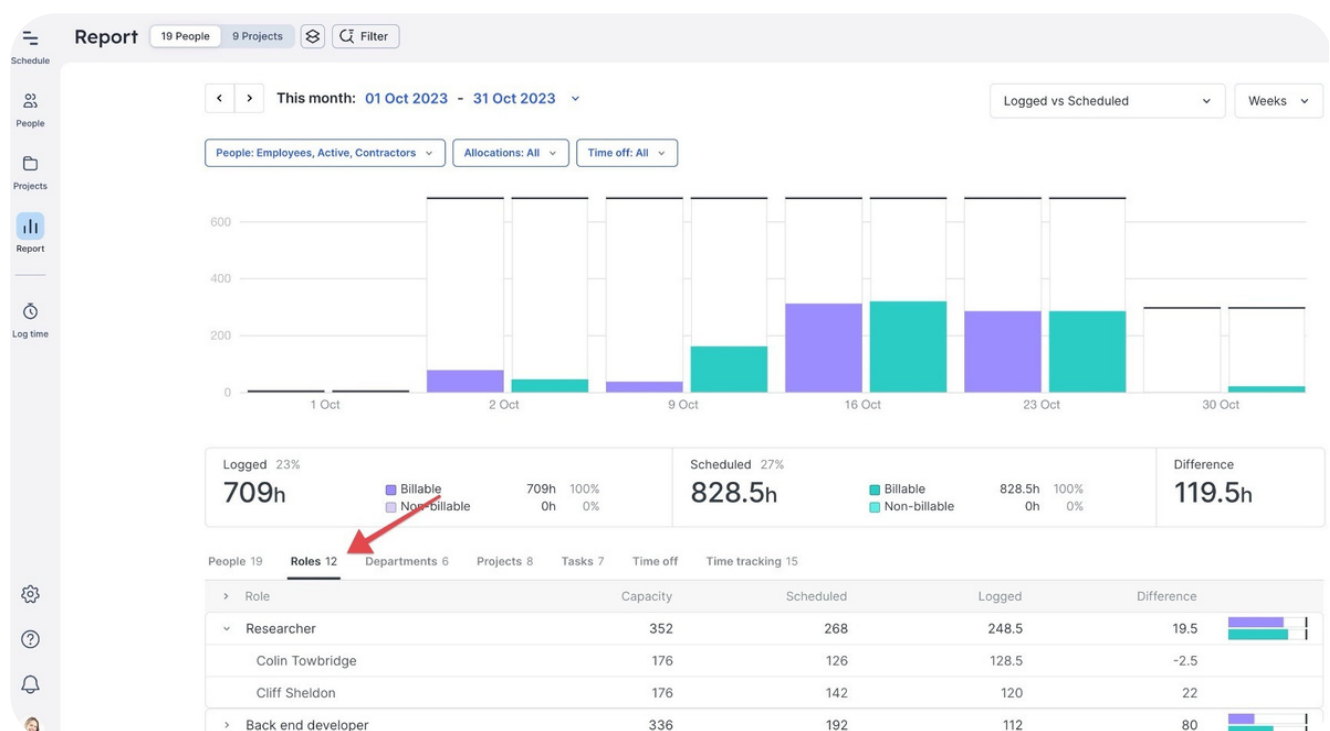 Report 19 People 9 Projects Filter
Schedule
People
Projects
Report
Log time
This month: 01 Oct 2023 - 31 Oct 2023
Logged vs Scheduled Weeks
People: Employees, Active, Contractors Allocations: All Time off: All
600
400
200
0
1 Oct 2 Oct 9 Oct 16 Oct 23 Oct 30 Oct
Logged 23%
709h
Billable 709h 100%
Non-billable 0h 0%
Scheduled 27%
828.5h
Billable 828.5h 100%
Non-billable 0h 0%
Difference
119.5h
People 19 Roles 12 Departments 6 Projects 8 Tasks 7 Time off Time tracking 15
Role Capacity Scheduled Logged Difference
Researcher 352 268 248.5 19.5
Colin Towbridge 176 126 128.5 -2.5
Cliff Sheldon 176 142 120 22
Back end developer 336 192 112 80